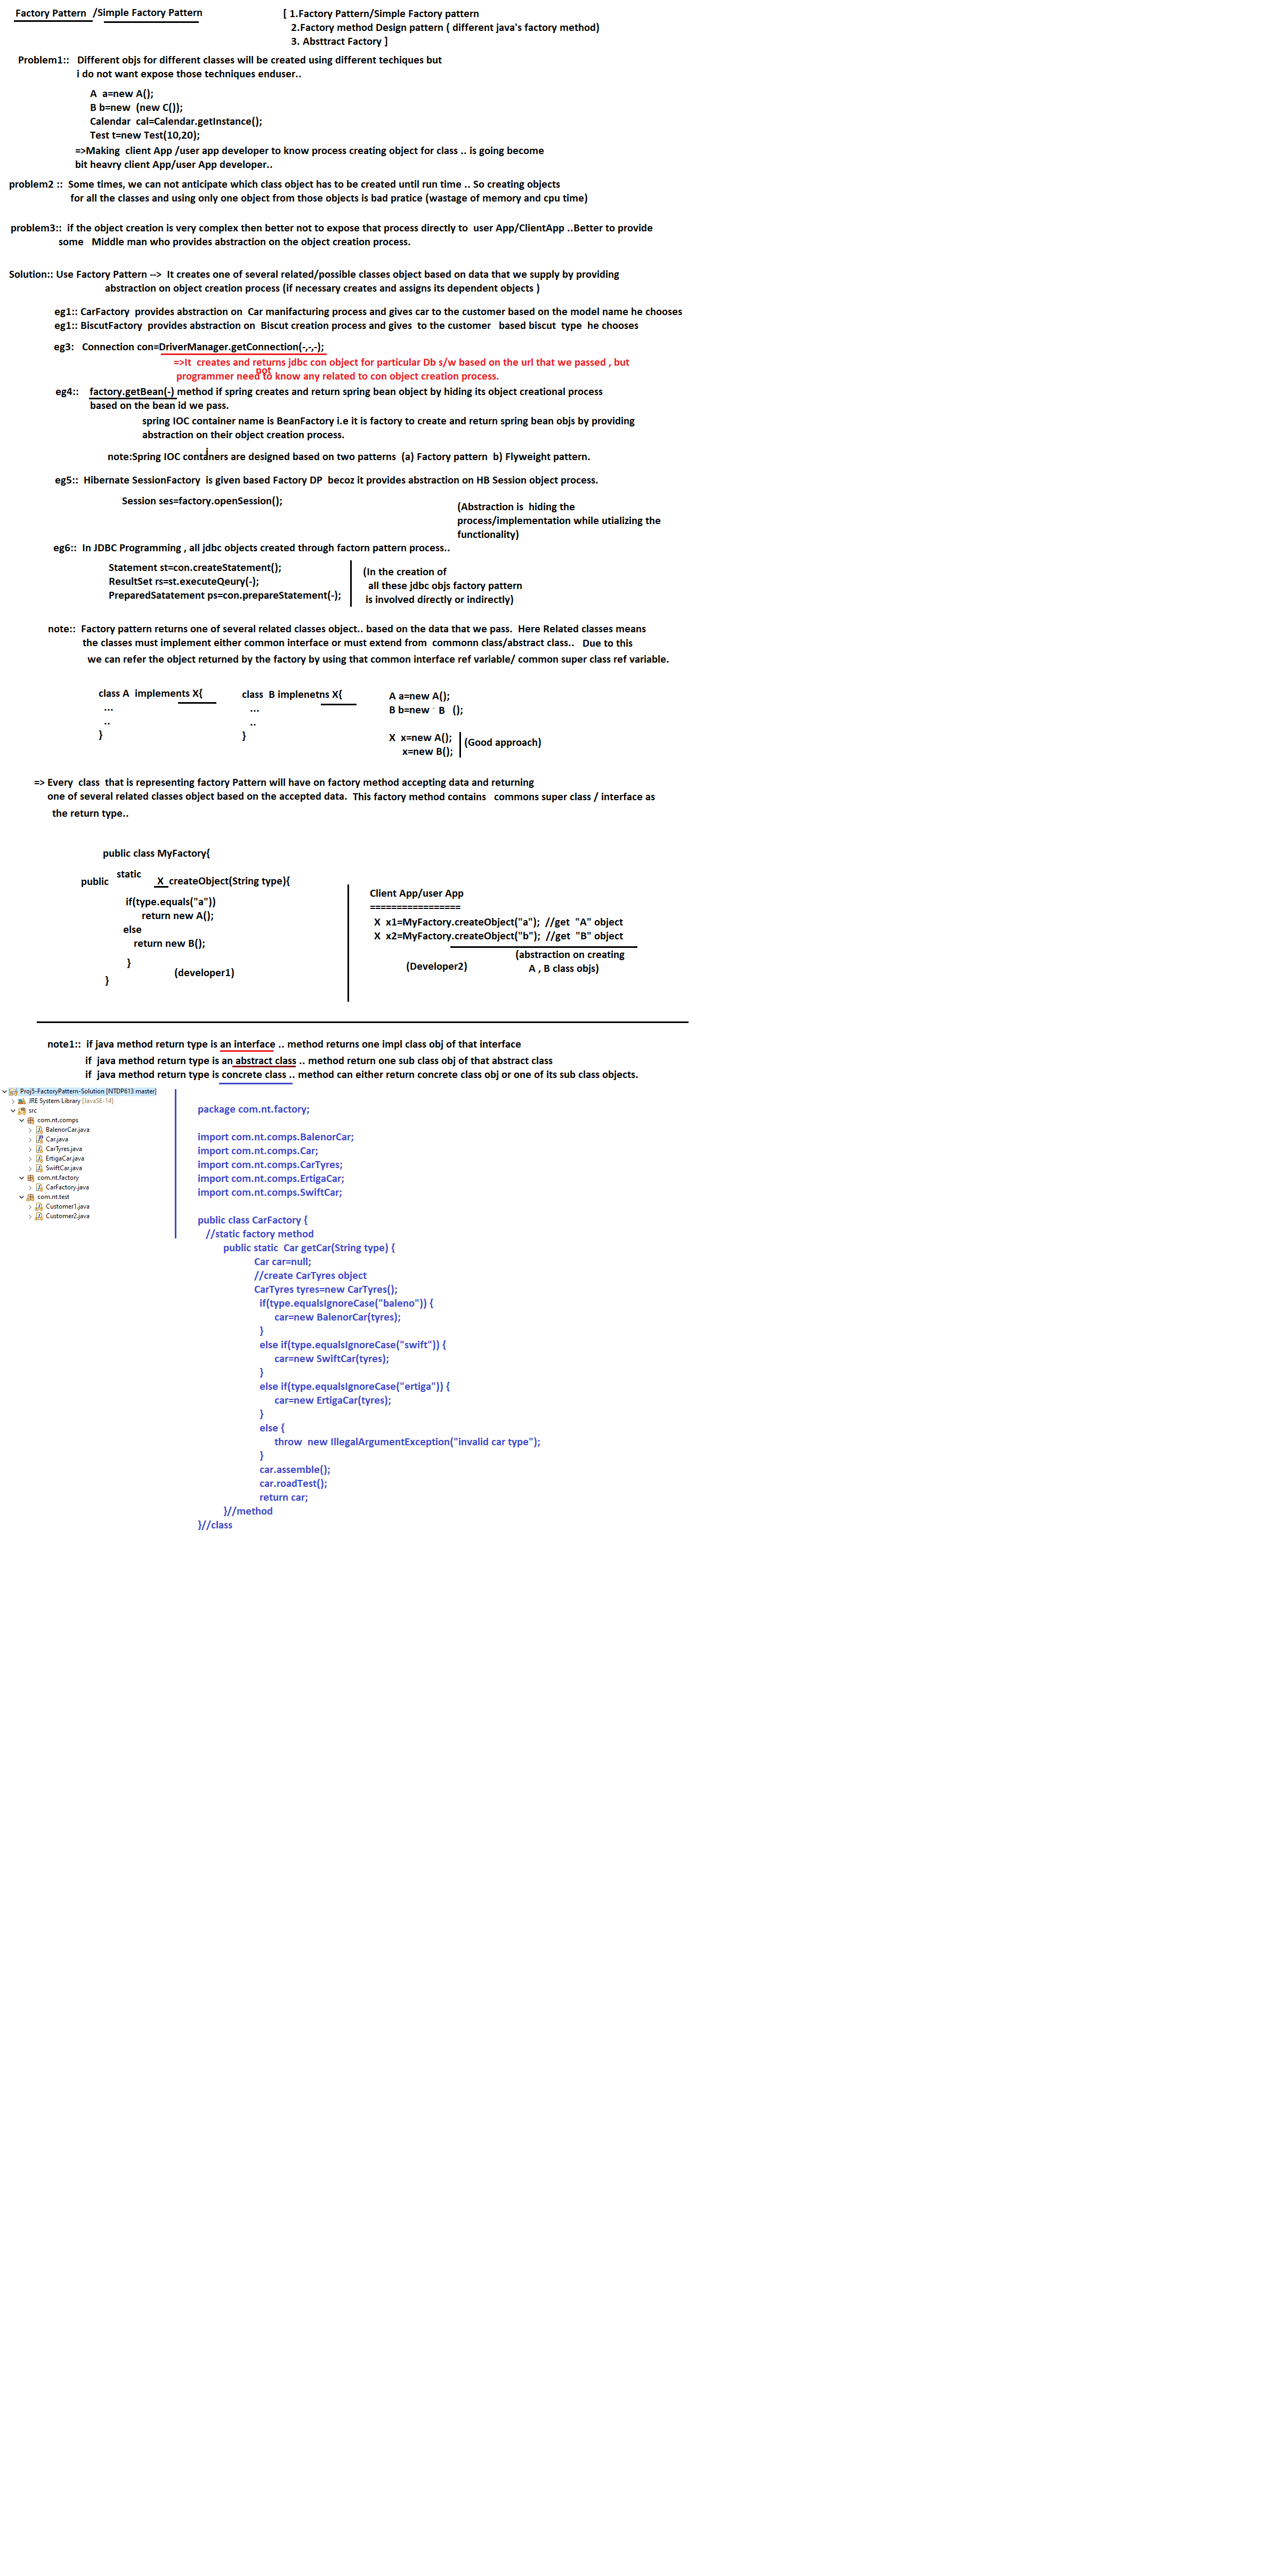 Factory Pattern /Simple Factory Pattern
[ 1.Factory Pattern/Simple Factory pattern
2.Factory method Design pattern ( different java's factory method)
3. Absttract Factory ]
Problem1:: Different objs for different classes will be created using different techiques but
i do not want expose those techniques enduser..
A a=new A();
B b=new (new C());
Calendar cal=Calendar.getInstance();
Test t=new Test(10,20);
=>Making client App /user app developer to know process creating object for class .. is going become
bit heavry client App/user App developer..
problem2 :: Some times, we can not anticipate which class object has to be created until run time .. So creating objects
for all the classes and using only one object from those objects is bad pratice (wastage of memory and cpu time)
problem3:: if the object creation is very complex then better not to expose that process directly to user App/ClientApp ..Better to provide
some Middle man who provides abstraction on the object creation process.
Solution:: Use Factory Pattern --> It creates one of several related/possible classes object based on data that we supply by providing
abstraction on object creation process (if necessary creates and assigns its dependent objects )
eg1:: CarFactory provides abstraction on Car manifacturing process and gives car to the customer based on the model name he chooses
eg1:: BiscutFactory provides abstraction on Biscut creation process and gives to the customer based biscut type he chooses
eg3: Connection con=DriverManager.getConnection(-,-,-);
=>It creates and returns jdbc con object for particular Db s/w based on the url that we passed , but
not
programmer need to know any related to con object creation process.
eg4:: factory.getBean(-) method if spring creates and return spring bean object by hiding its object creational process
based on the bean id we pass.
spring IOC container name is BeanFactory i.e it is factory to create and return spring bean objs by providing
abstraction on their object creation process.
note:Spring IOC containers are designed based on two patterns (a) Factory pattern b) Flyweight pattern.
eg5:: Hibernate SessionFactory is given based Factory DP becoz it provides abstraction on HB Session object process.
Session ses=factory.openSession();
(Abstraction is hiding the
process/implementation while utializing the
functionality)
eg6:: In JDBC Programming , all jdbc objects created through factorn pattern process..
Statement st=con.createStatement();
ResultSet rs=st.executeQeury(-);
PreparedSatatement ps=con.prepareStatement(-);
(In the creation of
all these jdbc objs factory pattern
is involved directly or indirectly)
note:: Factory pattern returns one of several related classes object.. based on the data that we pass. Here Related classes means
the classes must implement either common interface or must extend from commonn class/abstract class.. Due to this
we can refer the object returned by the factory by using that common interface ref variable/ common super class ref variable.
class A implements X{
...
..
}
class B implenetns X{
...
..
}
A a=new A();
B b=new B ();
X x=new A();
x=new B();
(Good approach)
=> Every class that is representing factory Pattern will have on factory method accepting data and returning
one of several related classes object based on the accepted data. This factory method contains commons super class / interface as
the return type..
public class MyFactory{
public static X createObject(String type){
if(type.equals("a"))
return new A();
else
return new B();
}
(developer1)
}
Client App/user App
=================
X x1=MyFactory.createObject("a"); //get "A" object
X x2=MyFactory.createObject("b"); //get "B" object
(abstraction on creating
A , B class objs)
(Developer2)
note1:: if java method return type is an interface .. method returns one impl class obj of that interface
if java method return type is an abstract class .. method return one sub class obj of that abstract class
if java method return type is concrete class .. method can either return concrete class obj or one of its sub class objects.
Proj5-FactoryPattern-Solution [NTDP613 master]
JRE System Library [JavaSE-14]
src
com.nt.comps
BalenorCar.java
Car.java
CarTyres.java
ErtigaCar.java
SwiftCar.java
com.nt.factory
CarFactory.java
com.nt.test
Customer1.java
Customer2.java
package com.nt.factory;
import com.nt.comps.BalenorCar;
import com.nt.comps.Car;
import com.nt.comps.CarTyres;
import com.nt.comps.ErtigaCar;
import com.nt.comps.SwiftCar;
public class CarFactory {
//static factory method
public static Car getCar(String type) {
Car car=null;
//create CarTyres object
CarTyres tyres=new CarTyres();
if(type.equalsIgnoreCase("baleno")) {
car=new BalenorCar(tyres);
}
else if(type.equalsIgnoreCase("swift")) {
car=new SwiftCar(tyres);
}
else if(type.equalsIgnoreCase("ertiga")) {
car=new ErtigaCar(tyres);
}
else {
throw new IllegalArgumentException("invalid car type");
}
car.assemble();
car.roadTest();
return car;
}//method
}//class